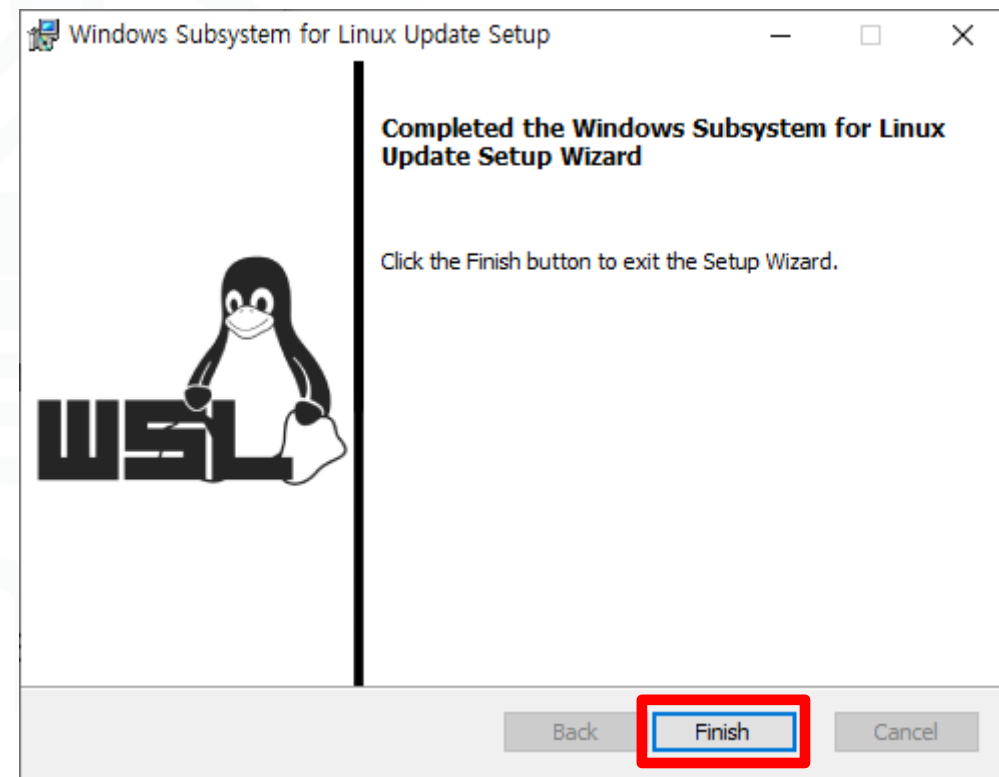 Windows Subsystem for Linux Update Setup
Completed the Windows Subsystem for Linux
Update Setup Wizard
Click the Finish button to exit the Setup Wizard.
WSL
Back
Finish
Cancel